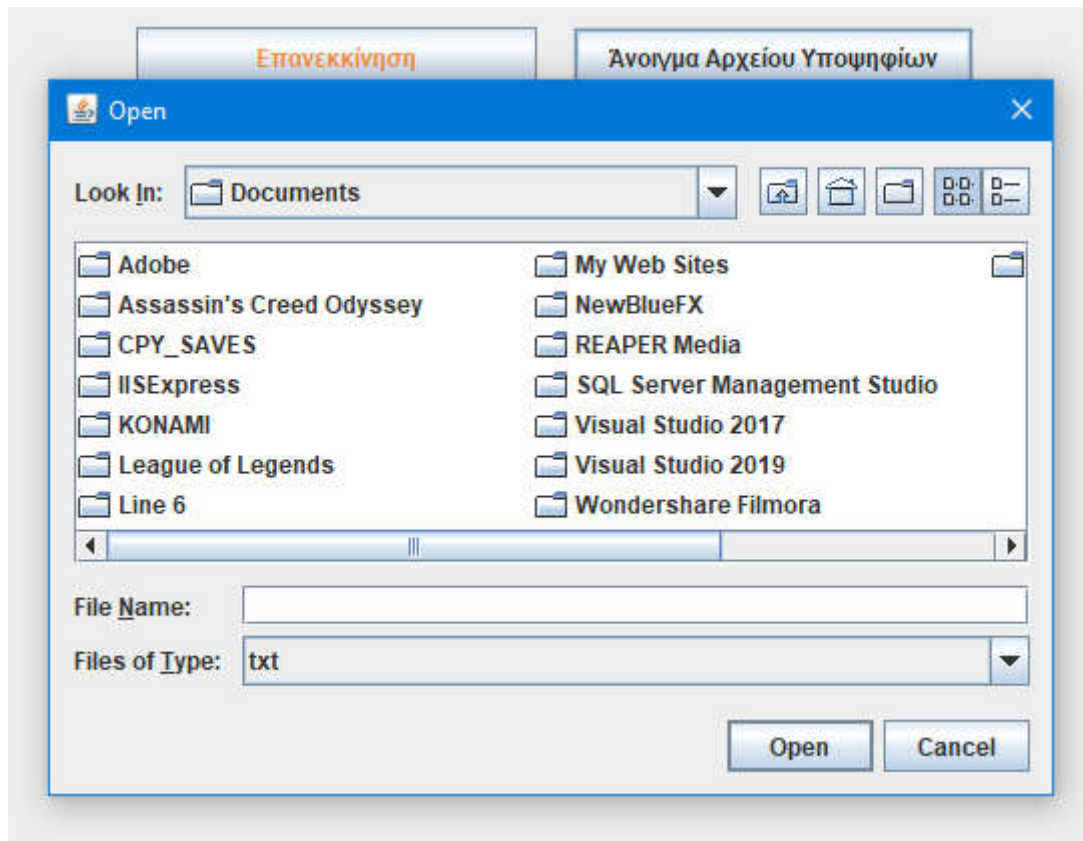 Επανεκκίνηση Άνοιγμα Αρχείου Υποψηφίων
Open
Look In: Documents
Adobe My Web Sites
Assassin's Creed Odyssey NewBlueFX
CPY_SAVES REAPER Media
IISExpress SQL Server Management Studio
KONAMI Visual Studio 2017
League of Legends Visual Studio 2019
Line 6 Wondershare Filmora
File Name:
Files of Type: txt
Open Cancel